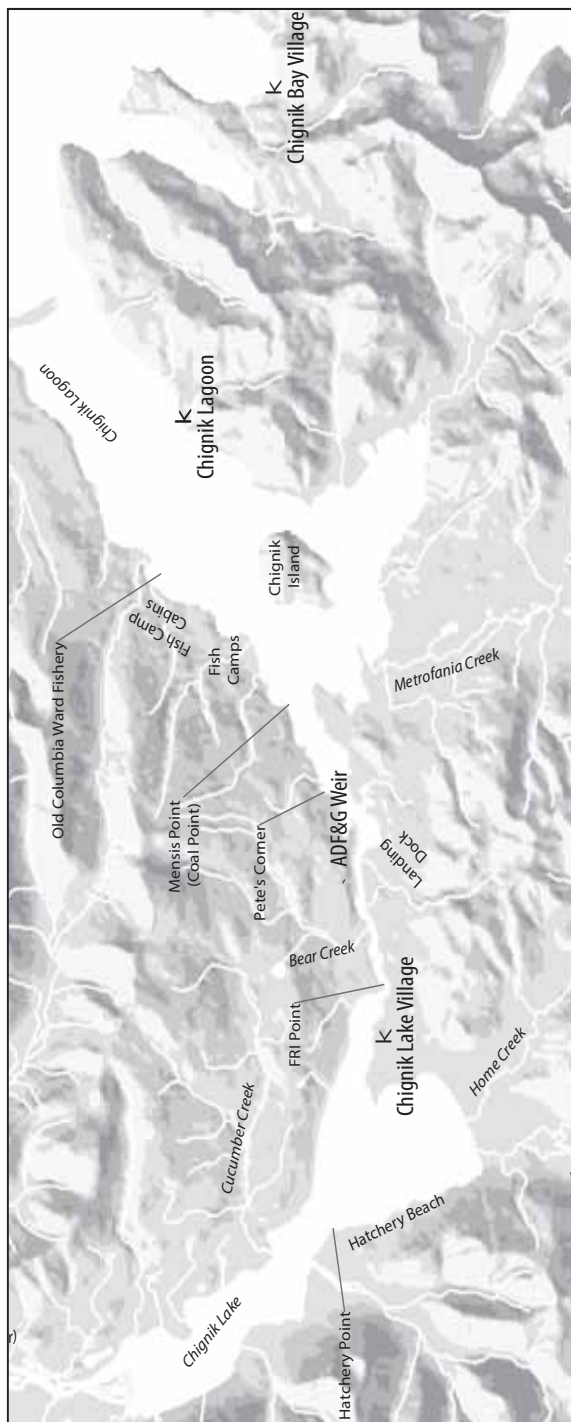 r)
Chignik Lake
Hatchery Point
Hatchery Beach
Cucumber Creek
Home Creek
FRI Point
Chignik Lake Village
Bear Creek
Pete's Corner
ADF&G Weir
Landing
Dock
Mensis Point
(Coal Point)
Metrofania Creek
Old Columbia Ward Fishery
Fish Camp
Cabins
Fish
Camps
Chignik
Island
Chignik Lagoon
Chignik Lagoon
Chignik Bay Village